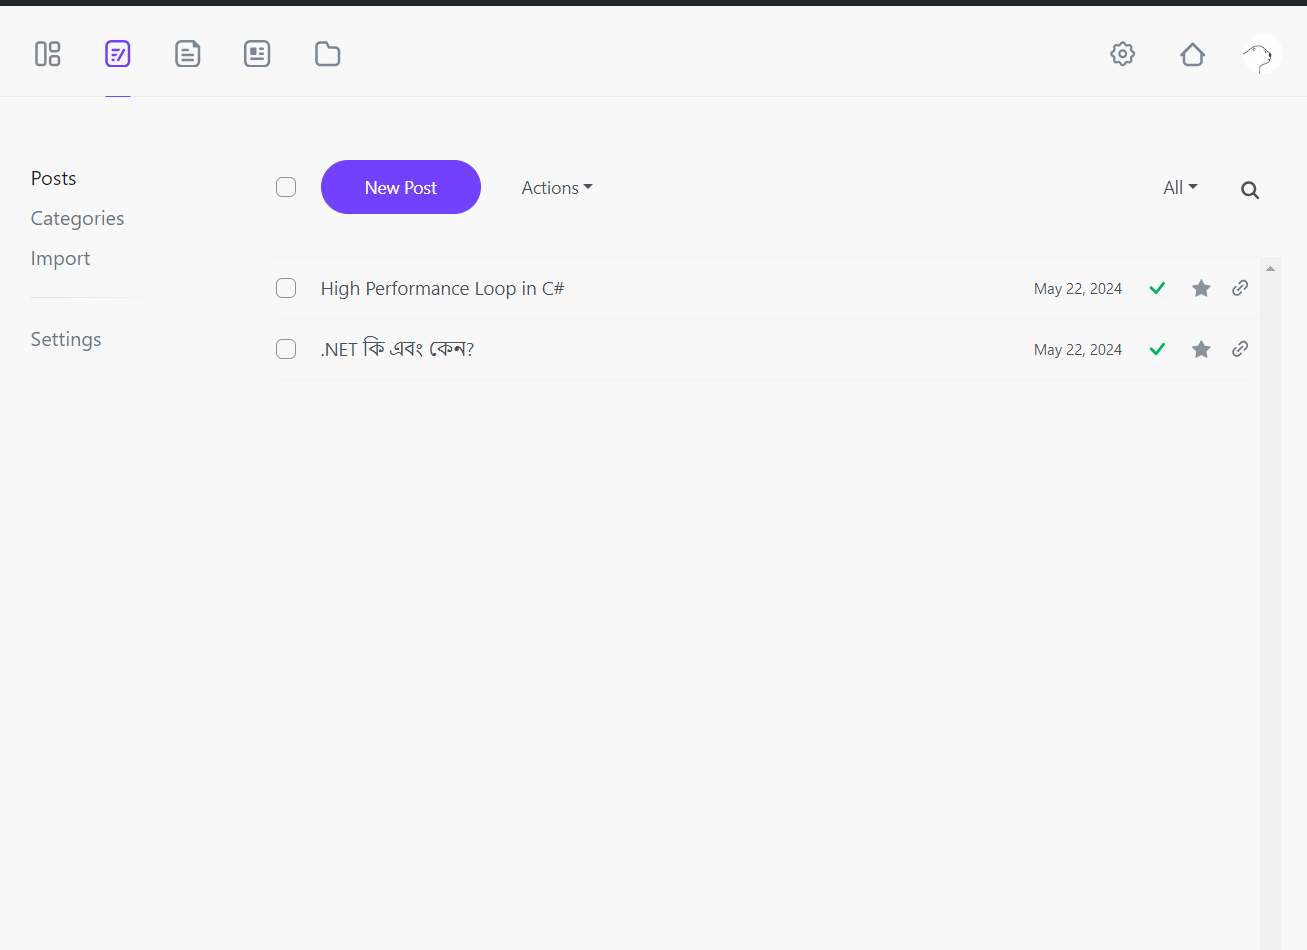 Posts
Categories
Import
Settings
New Post
Actions
All
High Performance Loop in C#
May 22, 2024
.NET কি এবং কেন?
May 22, 2024